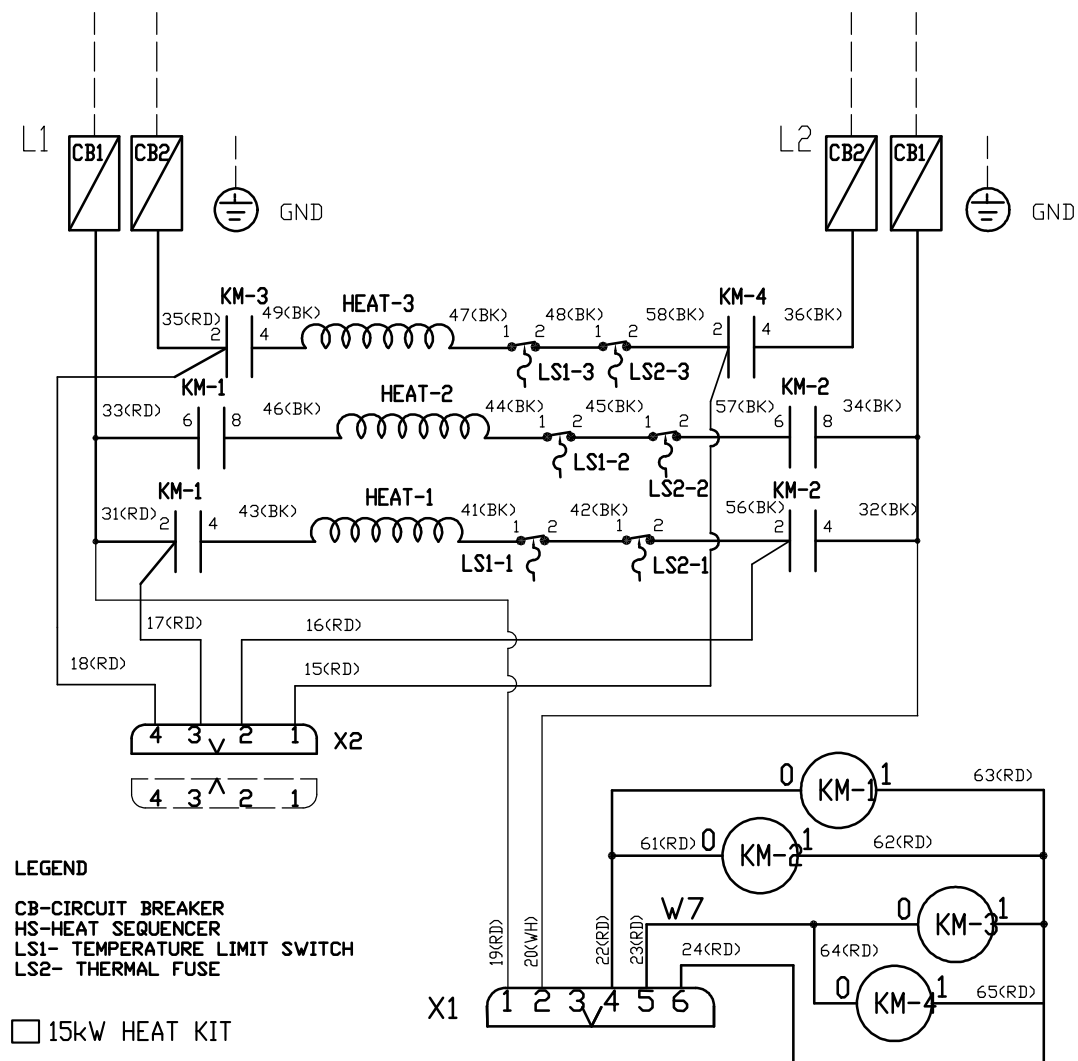 L1
CB1
CB2
GND
L2
CB2
CB1
GND
KM-3
HEAT-3
KM-4
35(RD)
2
4
49(BK)
47(BK)
1
2
48(BK)
58(BK)
2
4
36(BK)
LS1-3
LS2-3
KM-1
HEAT-2
KM-2
33(RD)
6
8
46(BK)
44(BK)
1
2
45(BK)
1
2
57(BK)
6
8
34(BK)
LS1-2
LS2-2
KM-1
HEAT-1
KM-2
31(RD)
2
4
43(BK)
41(BK)
1
2
42(BK)
1
2
56(BK)
2
4
32(BK)
LS1-1
LS2-1
17(RD)
16(RD)
18(RD)
15(RD)
4 3 2 1
X2
4 3 2 1
0
KM-1
1
63(RD)
61(RD)
0
KM-2
1
62(RD)
W7
0
KM-3
1
64(RD)
0
KM-4
1
65(RD)
19(RD)
20(WH)
22(RD)
23(RD)
24(RD)
X1
1 2 3 4 5 6
LEGEND
CB-CIRCUIT BREAKER
HS-HEAT SEQUENCER
LS1- TEMPERATURE LIMIT SWITCH
LS2- THERMAL FUSE
15kW HEAT KIT